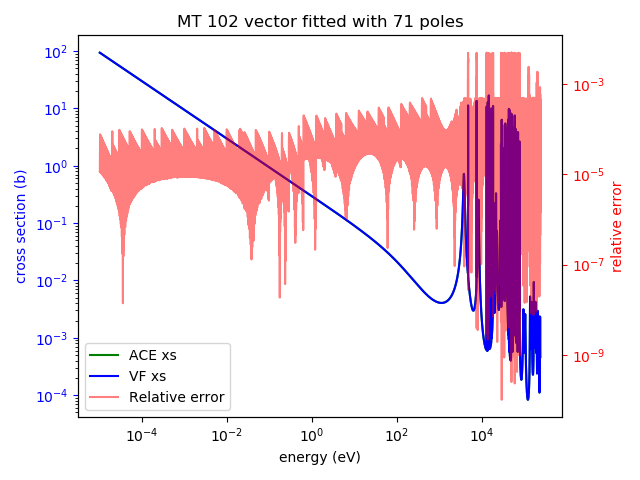 MT 102 vector fitted with 71 poles
10^2
10^1
10^0
10^-1
10^-2
10^-3
10^-4
cross section (b)
10^-3
10^-5
10^-7
10^-9
relative error
ACE xs
VF xs
Relative error
10^-4
10^-2
10^0
10^2
10^4
energy (eV)